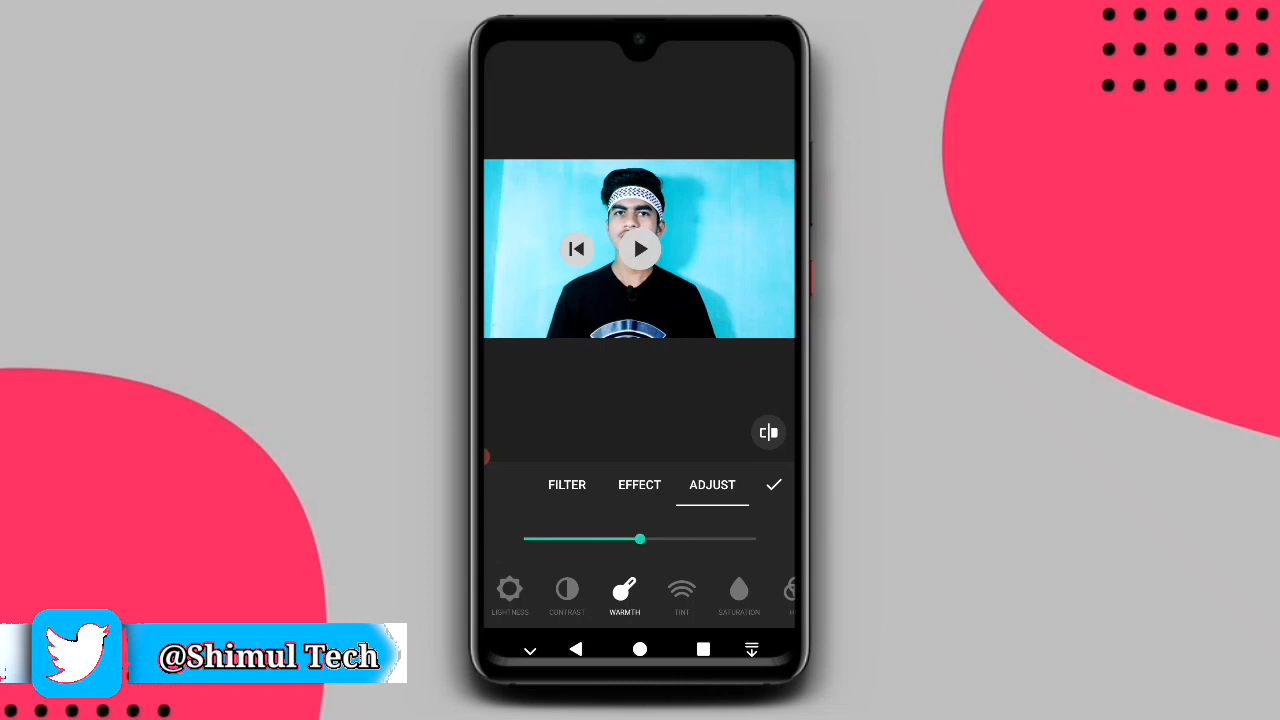 FILTER EFFECT ADJUST
LIGHTNESS CONTRAST WARMTH TINT SATURATION
@Shimul Tech